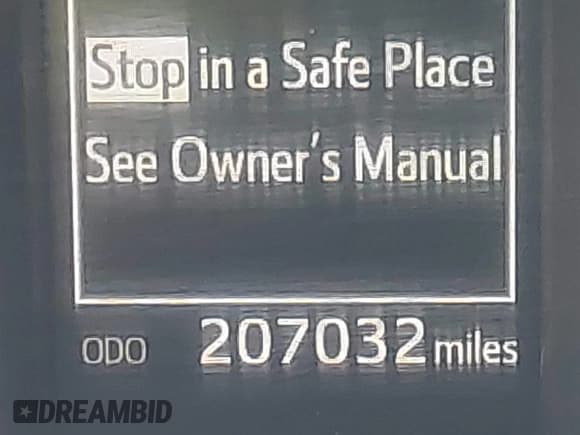 Stop in a Safe Place
See Owner's Manual
ODO 207032 miles
DREAMBID